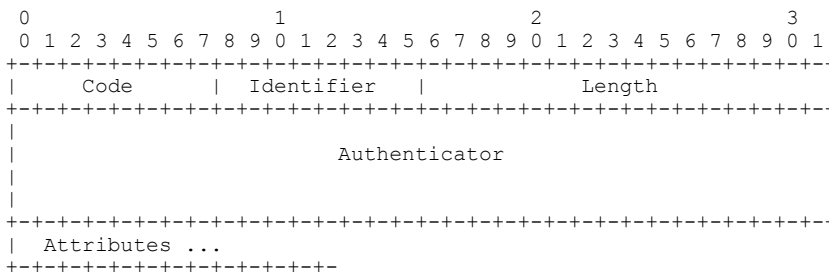 0                   1                   2                   3
 0 1 2 3 4 5 6 7 8 9 0 1 2 3 4 5 6 7 8 9 0 1 2 3 4 5 6 7 8 9 0 1
+-+-+-+-+-+-+-+-+-+-+-+-+-+-+-+-+-+-+-+-+-+-+-+-+-+-+-+-+-+-+-+-
|     Code      |  Identifier   |            Length
+-+-+-+-+-+-+-+-+-+-+-+-+-+-+-+-+-+-+-+-+-+-+-+-+-+-+-+-+-+-+-+-
|
|                         Authenticator
|
|
+-+-+-+-+-+-+-+-+-+-+-+-+-+-+-+-+-+-+-+-+-+-+-+-+-+-+-+-+-+-+-+-
|  Attributes ...
+-+-+-+-+-+-+-+-+-+-+-+-+-